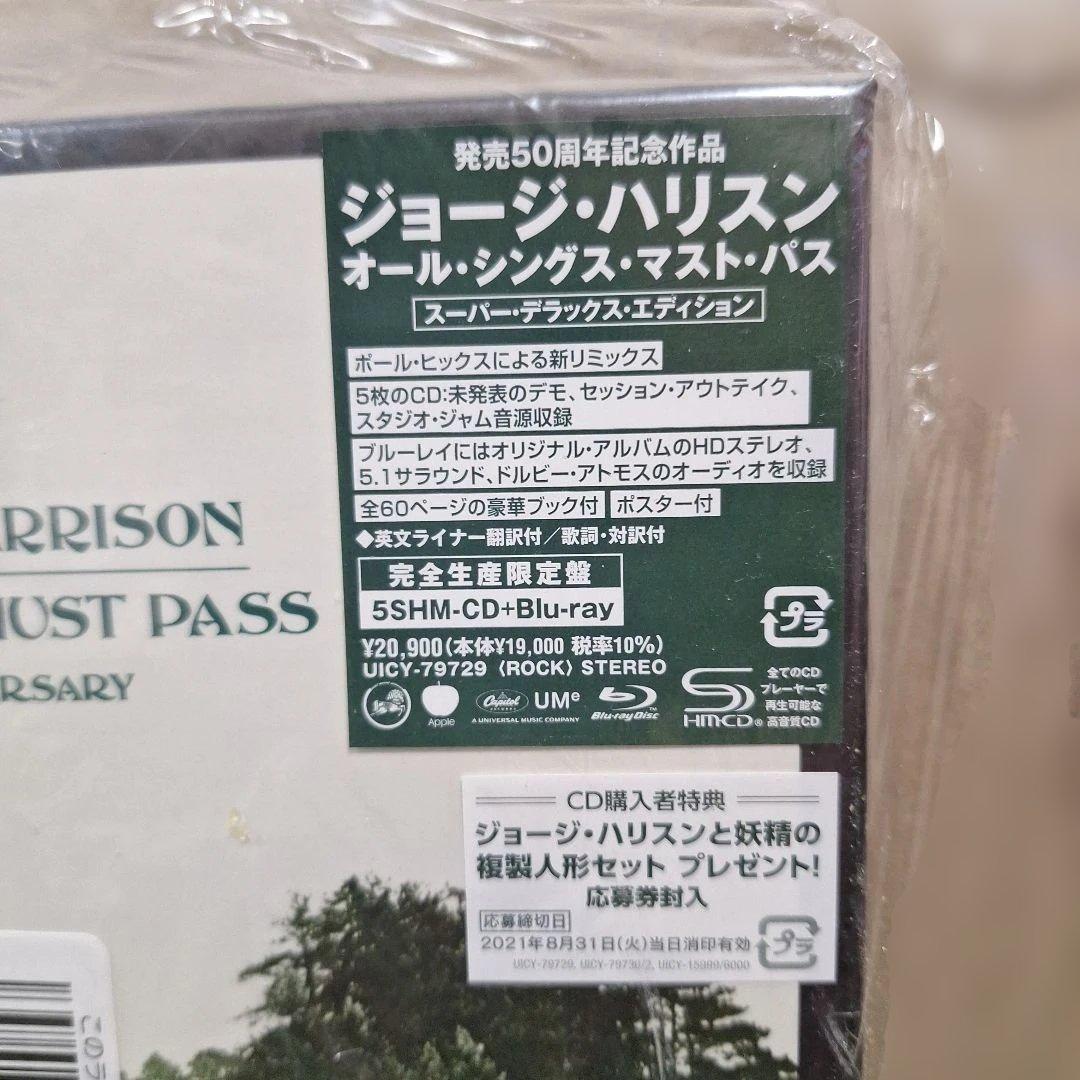 発売50周年記念作品
ジョージ・ハリスン
オール・シングス・マスト・パス
スーパー・デラックス・エディション
ポール・ヒックスによる新リミックス
5枚のCD:未発表のデモ、セッション・アウトテイク、
スタジオ・ジャム音源収録
ブルーレイにはオリジナル・アルバムのHDステレオ、
5.1サラウンド、ドルビー・アトモスのオーディオを収録
全60ページの豪華ブック付 ポスター付
◆英文ライナー翻訳付/歌詞・対訳付
完全生産限定盤
5SHM-CD+Blu-ray
プラ
¥20,900(本体¥19,000 税率10%)
UICY-79729 〈ROCK〉 STEREO
Apple
Capitol
UMe
A UNIVERSAL MUSIC COMPANY
Blu-ray Disc
SHM-CD®
全てのCD
プレーヤーで
再生可能な
高音質CD
RRISON
MUST PASS
RSARY
CD購入者特典
ジョージ・ハリスンと妖精の
複製人形セット プレゼント!
応募券封入
応募締切日
2021年8月31日(火)当日消印有効
UICY-79729, UICY-79730/2, UICY-15999/6000
プラ
このラ